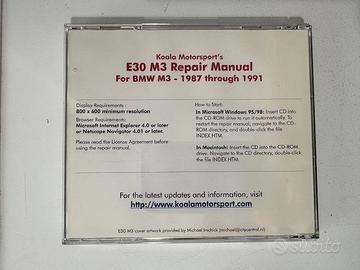 Koala Motorsport's
E30 M3 Repair Manual
For BMW M3 - 1987 through 1991
Display Requirements :
800 x 600 minimum resolution
Browser Requirements:
Microsoft Internet Explorer 4.0 or later
or Netscape Navigator 4.01 or later.
Please read the License Agreement before
using the repair manual.
How to Start:
In Microsoft Windows 95/98: Insert CD into
the CD-ROM drive to run it automatically. To
restart the repair manual, navigate to the CD-
ROM directory, and double-click the file
INDEX.HTM.
In Macintosh: Insert the CD into the CD-ROM
drive. Navigate to the CD directory, and
double-click the file INDEX.HTM.
For the latest updates and information, visit
http://www.koalamotorsport.com
E30 M3 cover artwork provided by Michael
subito